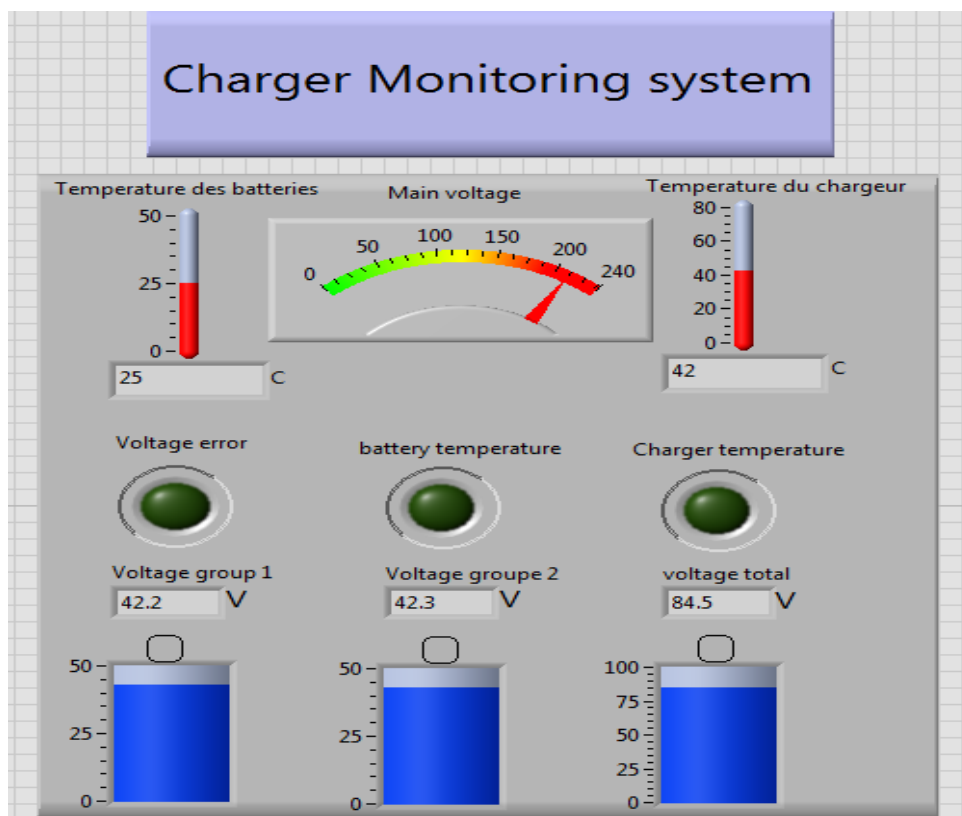 Charger Monitoring system
Temperature des batteries
Main voltage
Temperature du chargeur
50
25
0
0
50
100
150
200
240
80
60
40
20
0
25 C
42 C
Voltage error
battery temperature
Charger temperature
Voltage group 1
Voltage groupe 2
voltage total
42.2 V
42.3 V
84.5 V
50
25
0
50
25
0
100
75
50
25
0